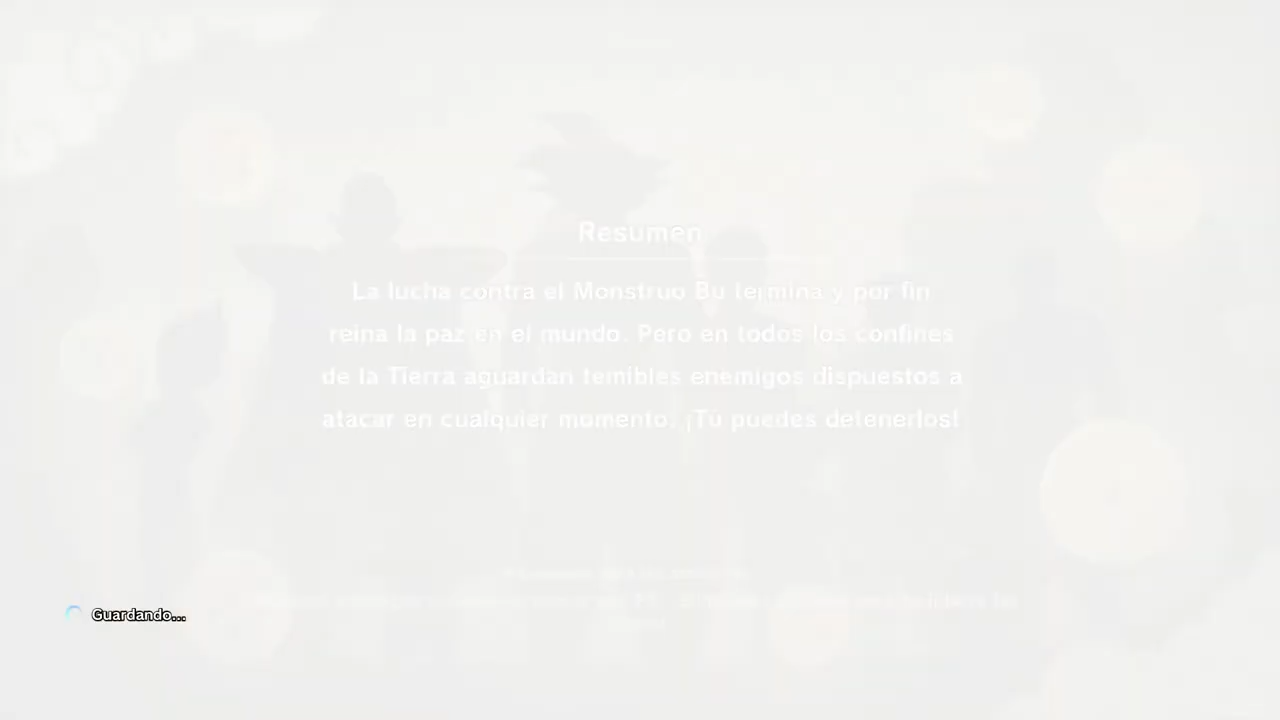 Resumen
La lucha contra el Monstruo Bu termina y por fin
reina la paz en el mundo. Pero en todos los confines
de la Tierra aguardan temibles enemigos dispuestos a
atacar en cualquier momento. ¡Tú puedes detenerlos!
Guardando...